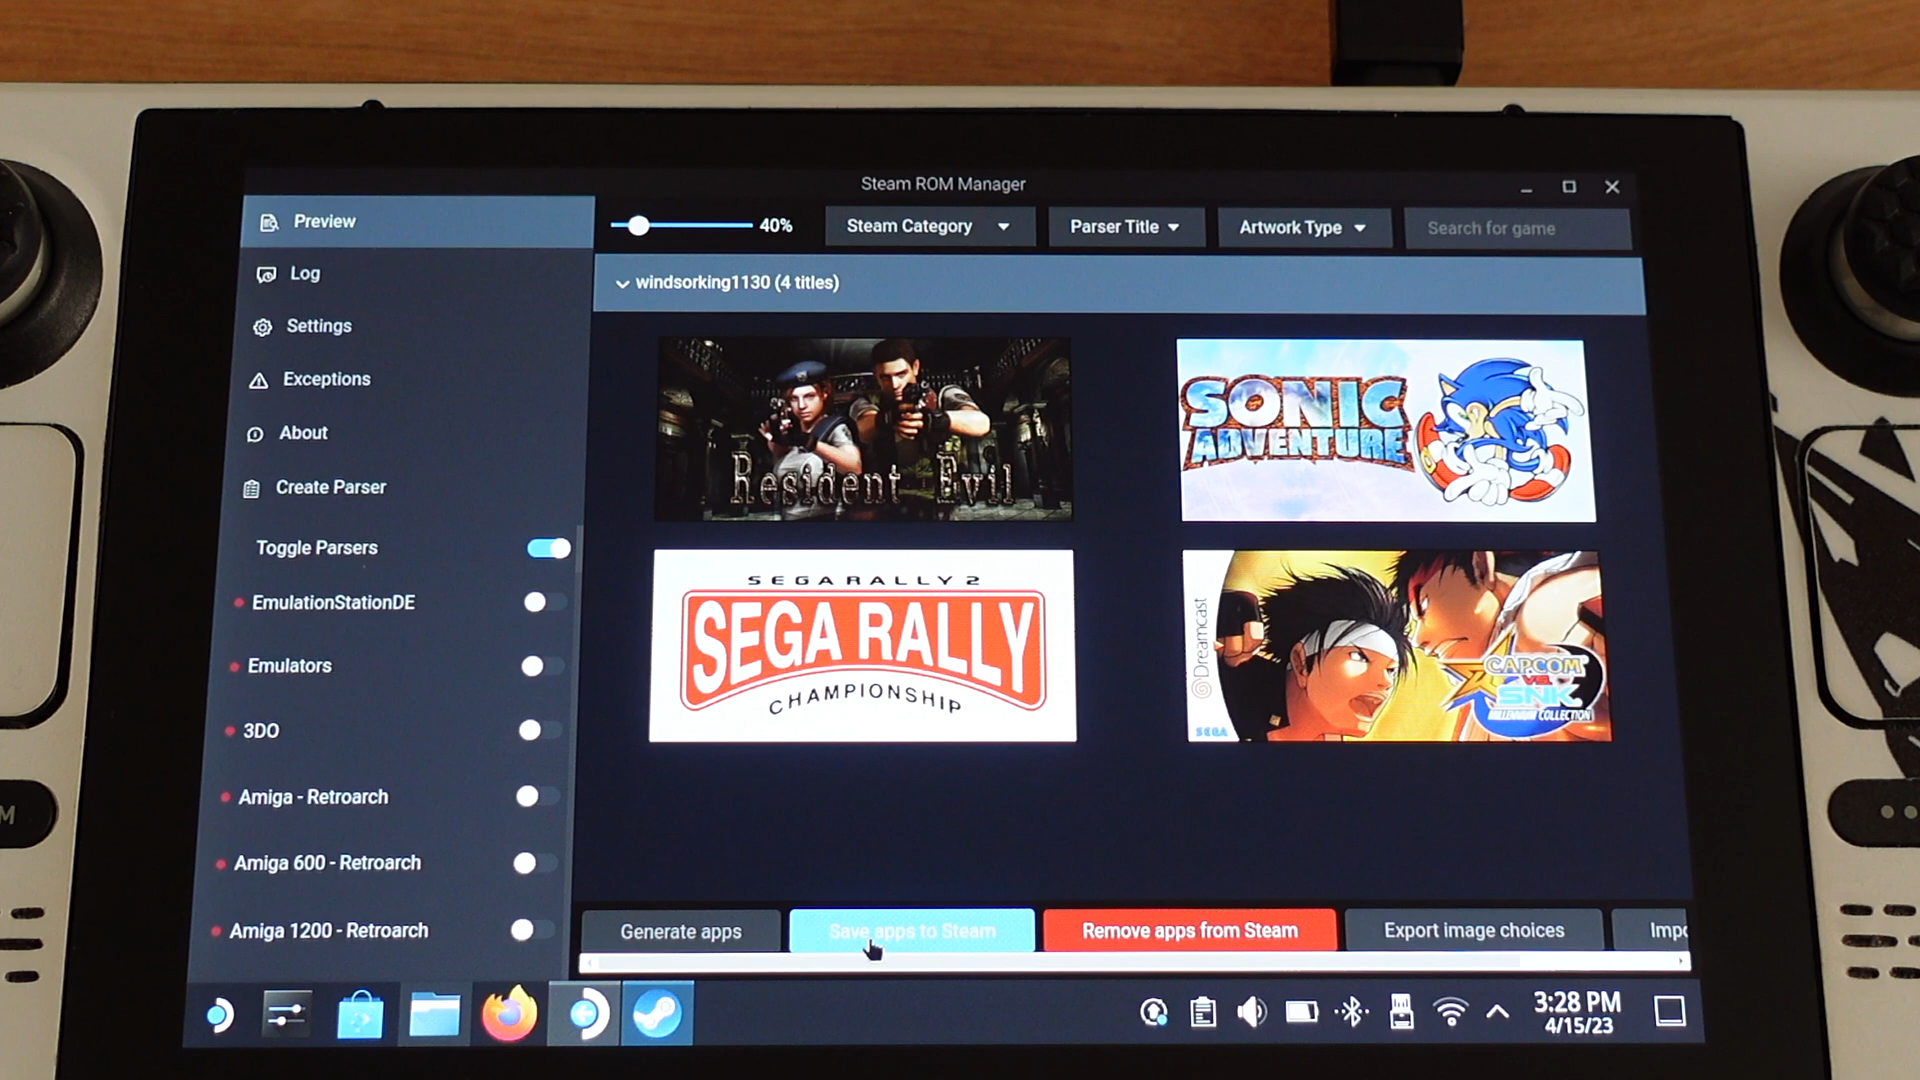 Steam ROM Manager
Preview
40%
Steam Category
Parser Title
Artwork Type
Search for game
Log
windsorking1130 (4 titles)
Settings
Exceptions
About
Create Parser
Toggle Parsers
EmulationStationDE
Emulators
3DO
Amiga - Retroarch
Amiga 600 - Retroarch
Amiga 1200 - Retroarch
Resident Evil
SONIC
ADVENTURE
SEGA RALLY 2
SEGA RALLY
CHAMPIONSHIP
Dreamcast
SEGA
CAPCOM
VS.
SNK
MILLENNIUM COLLECTION
Generate apps
Save apps to Steam
Remove apps from Steam
Export image choices
Impo
3:28 PM
4/15/23
M